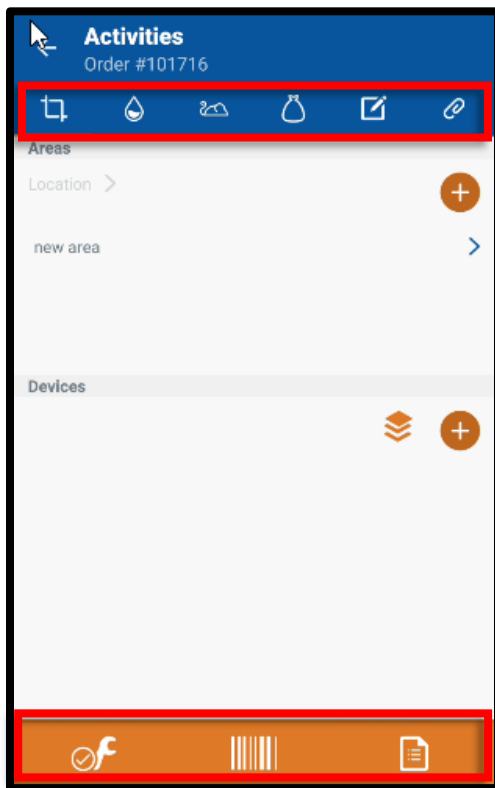 Activities
Order #101716
Areas
Location
new area
Devices